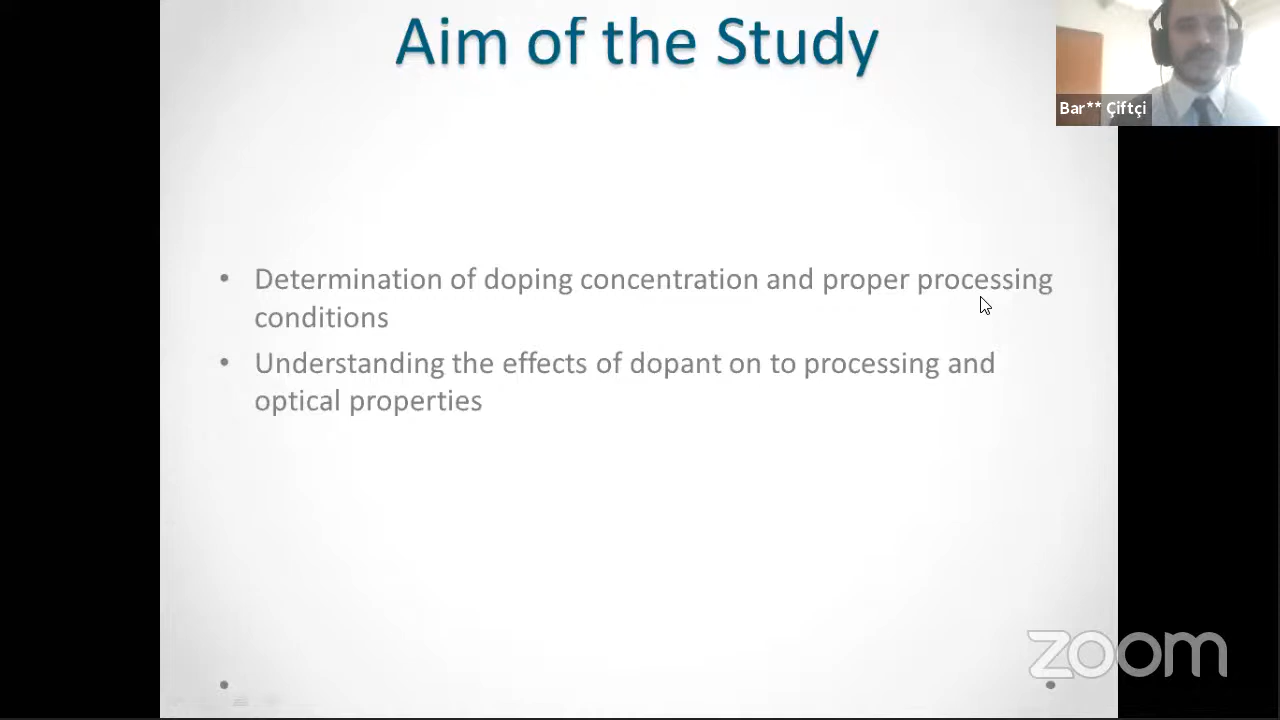 Aim of the Study
Bar** Çiftçi
• Determination of doping concentration and proper processing
conditions
• Understanding the effects of dopant on to processing and
optical properties
zoom